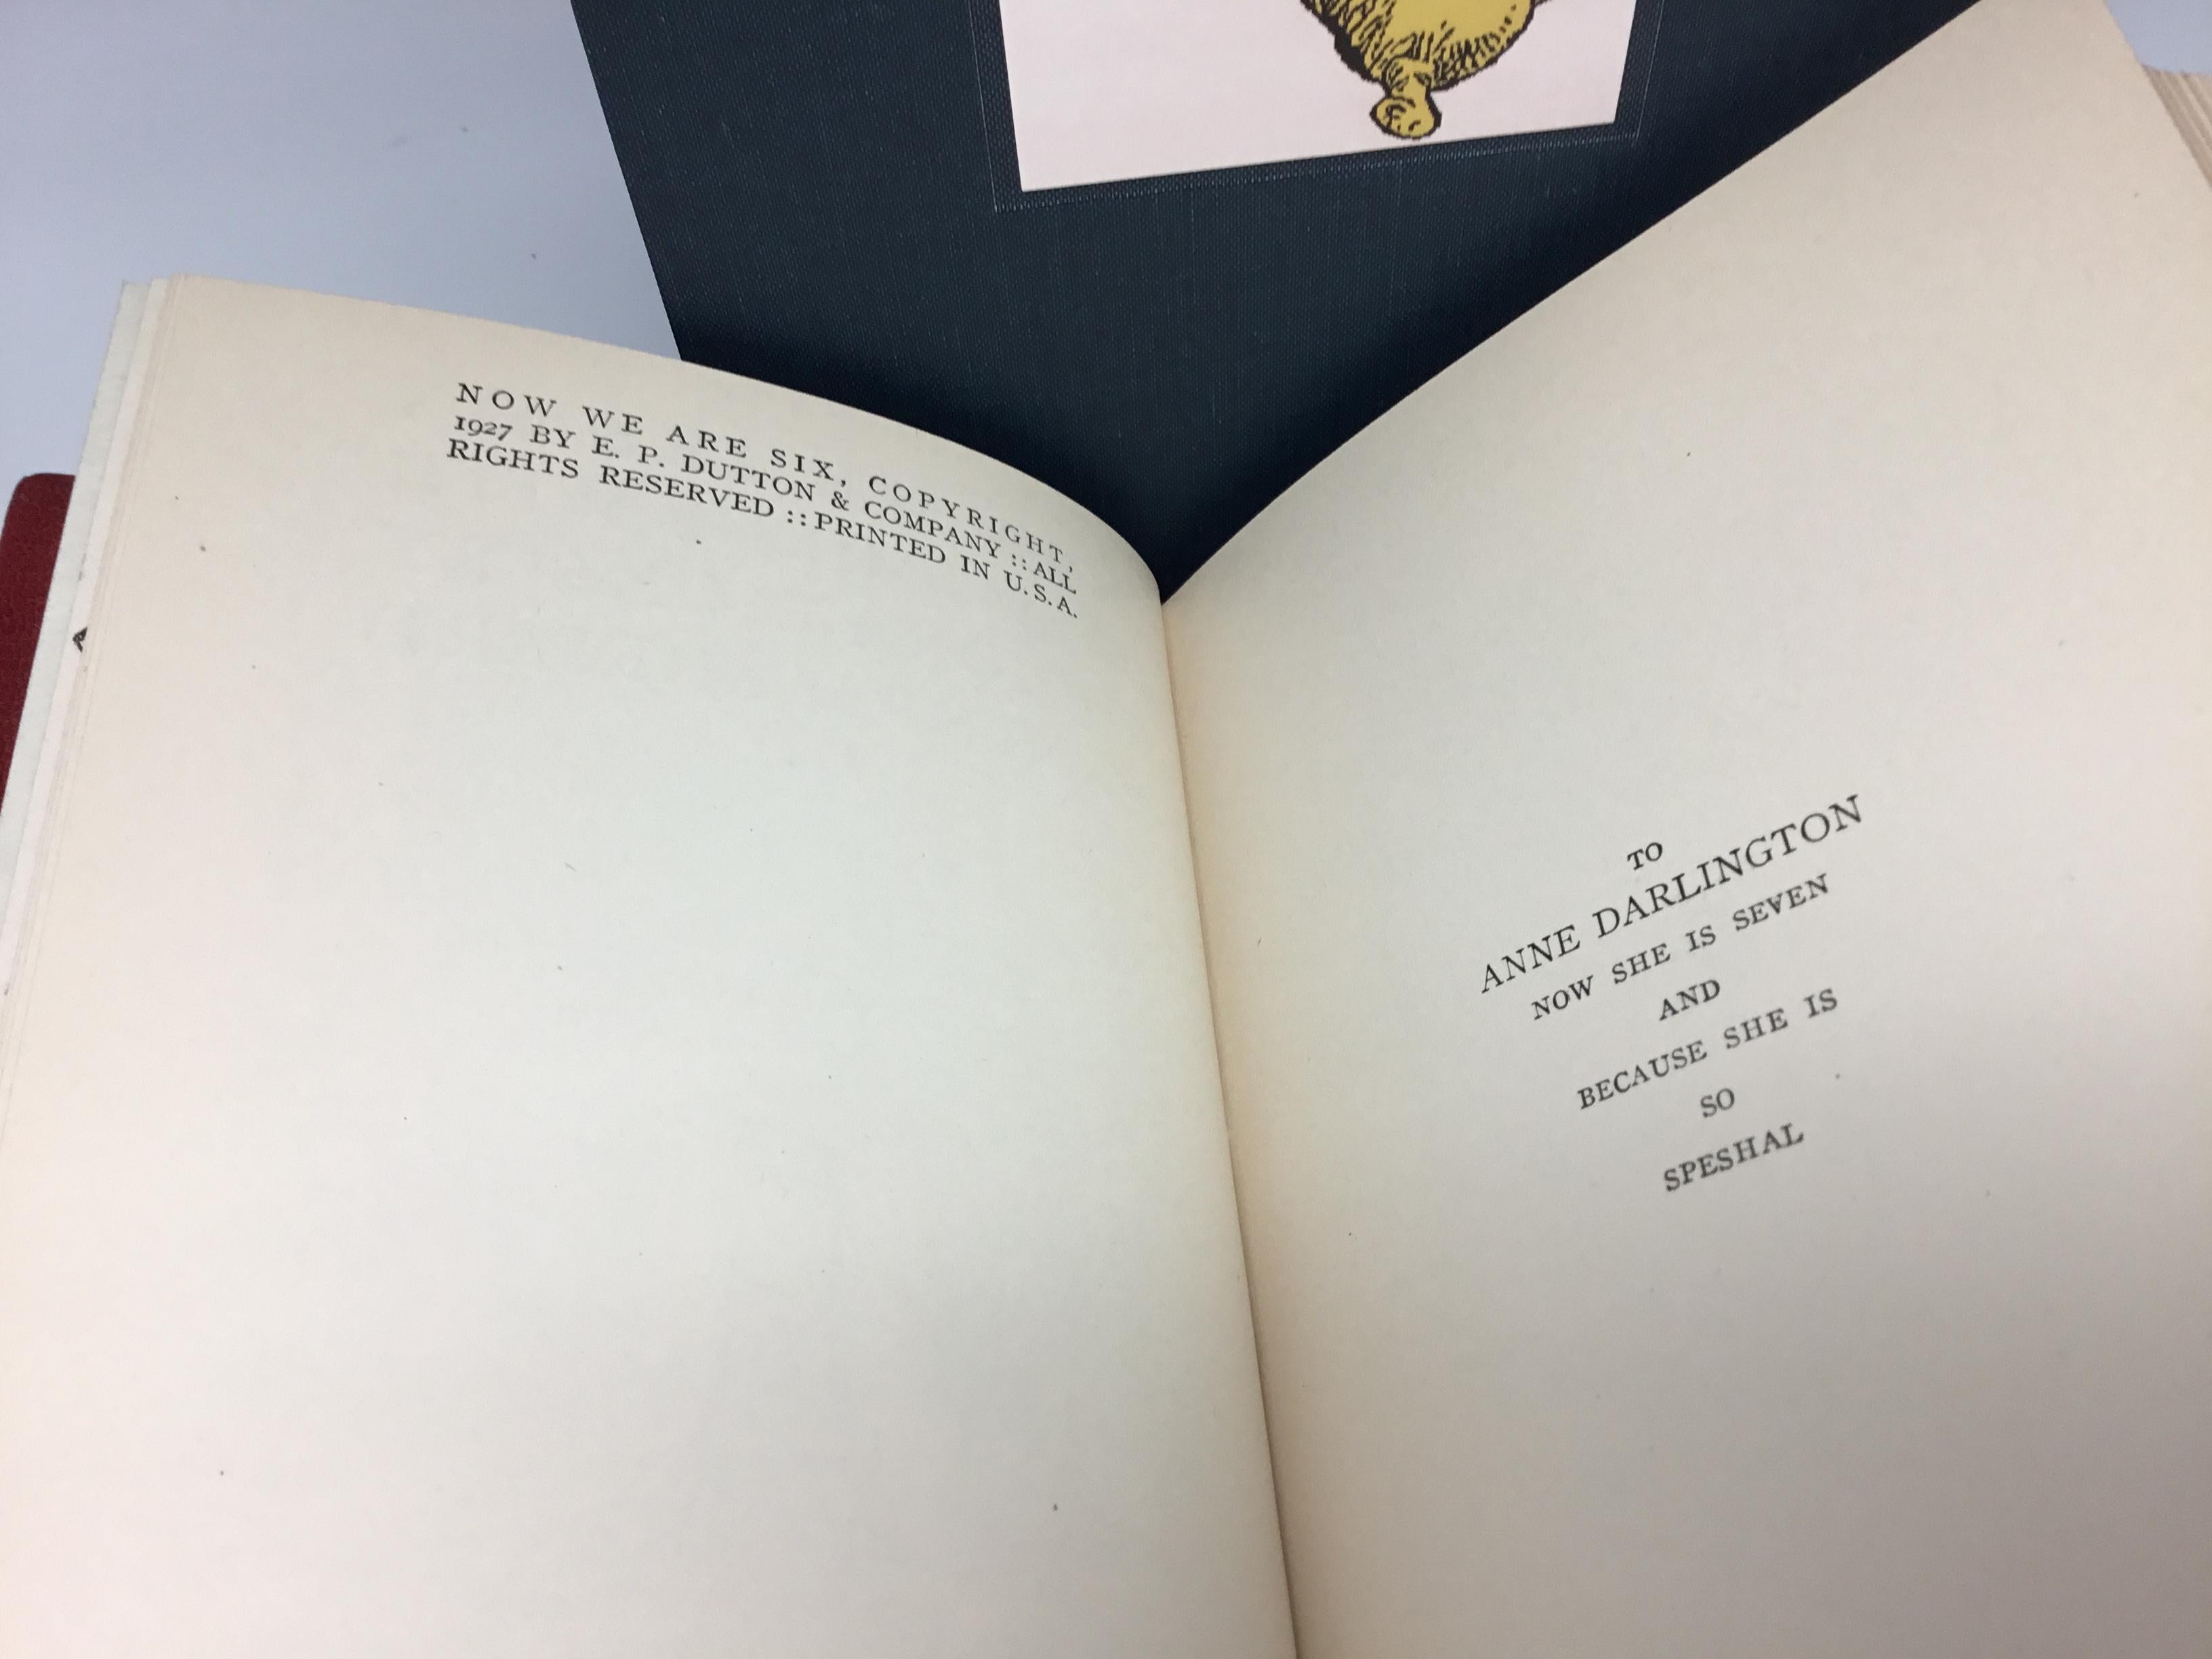 NOW WE ARE SIX, COPYRIGHT,
1927 BY E. P. DUTTON & COMPANY :: ALL
RIGHTS RESERVED :: PRINTED IN U.S.A.
TO
ANNE DARLINGTON
NOW SHE IS SEVEN
AND
BECAUSE SHE IS
SO
SPESHAL